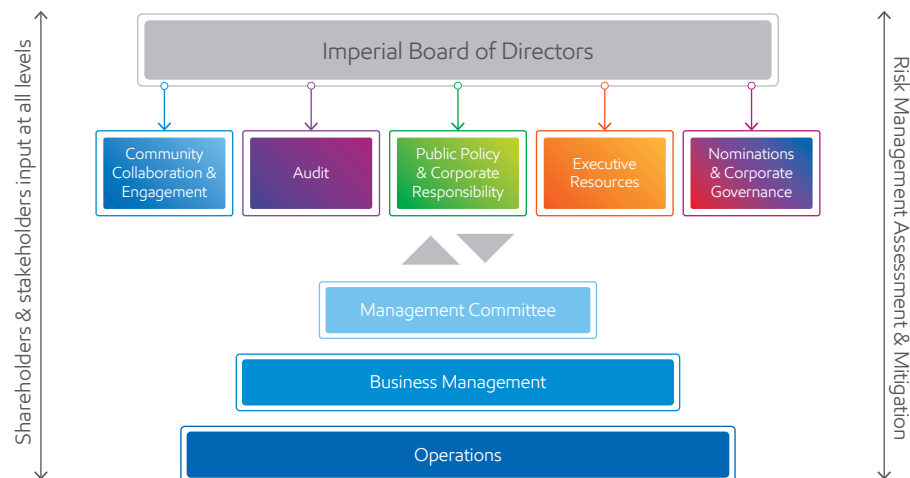 Imperial Board of Directors
Shareholders & stakeholders input at all levels
Risk Management Assessment & Mitigation
Community
Collaboration &
Engagement
Audit
Public Policy
& Corporate
Responsibility
Executive
Resources
Nominations
& Corporate
Governance
Management Committee
Business Management
Operations